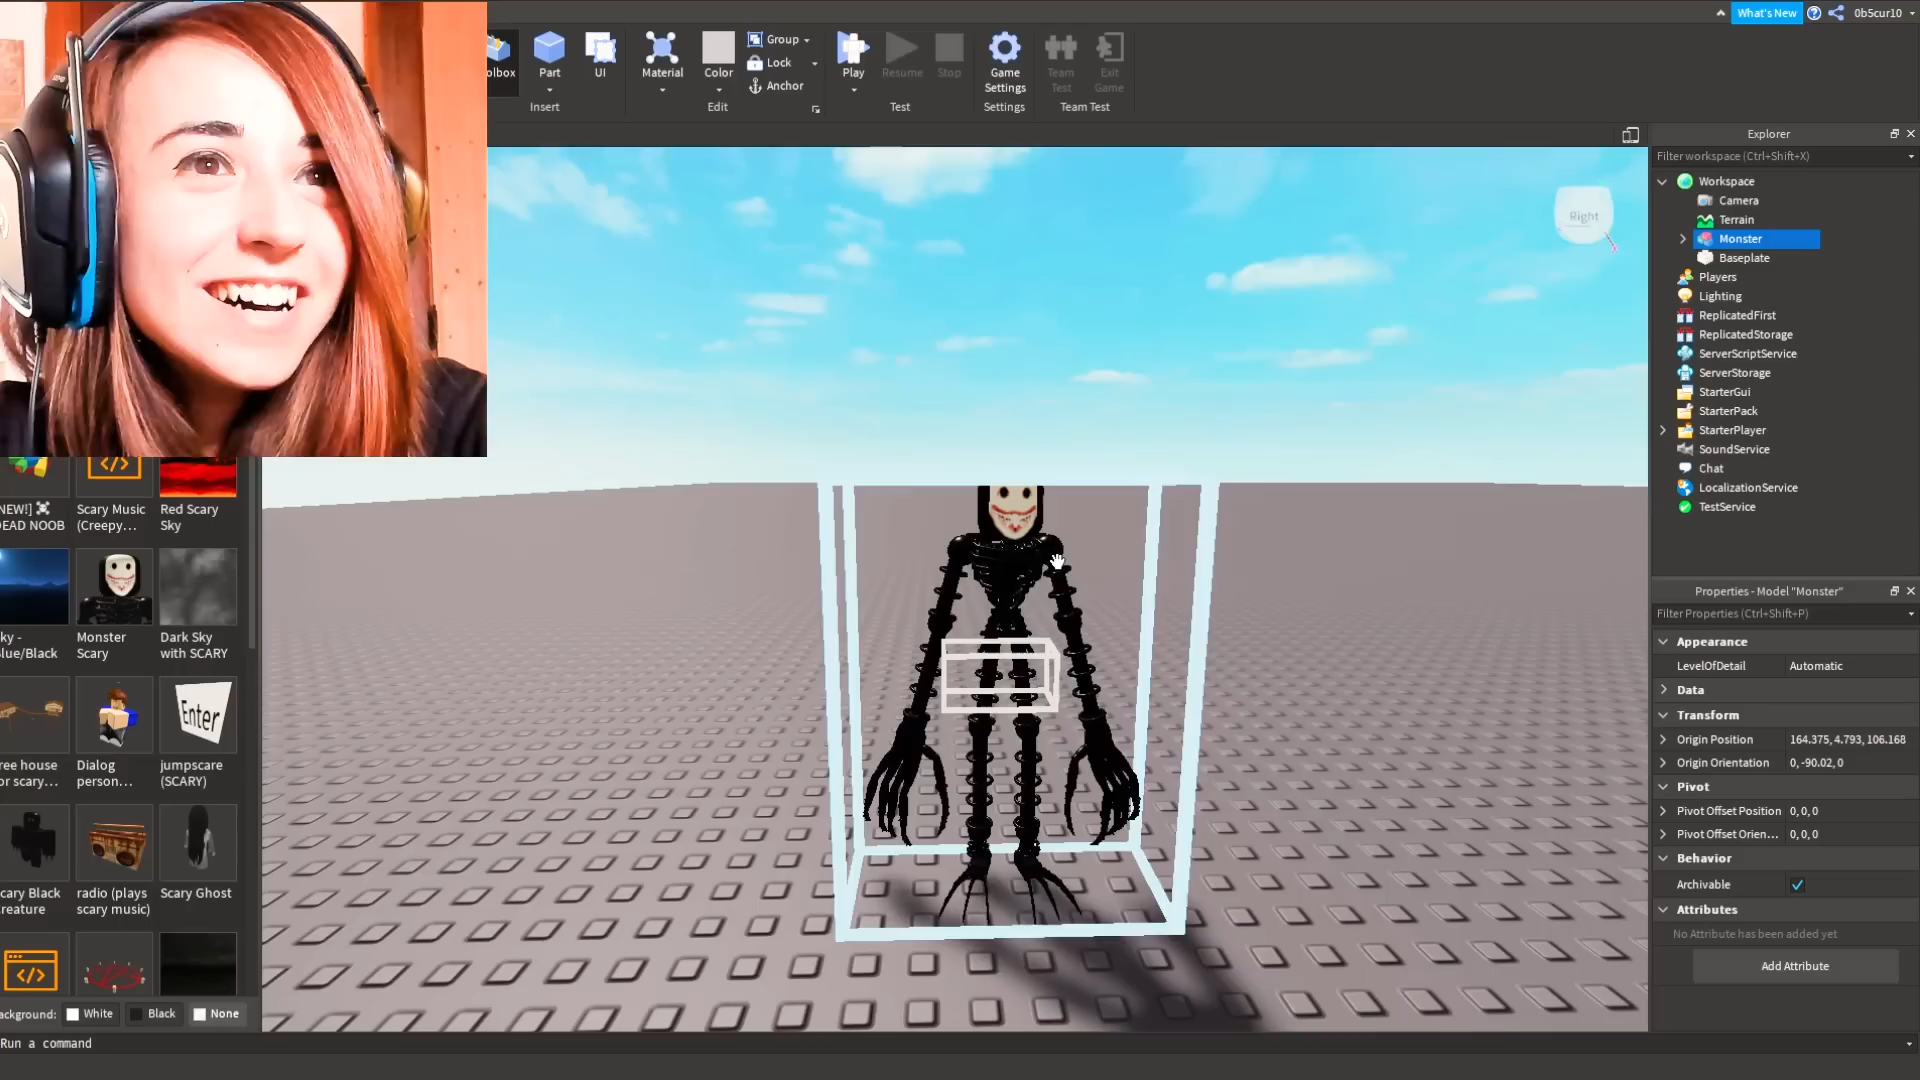 What's New
0b5cur10
olbox
Part
UI
Material
Color
Group
Lock
Anchor
Play
Resume
Stop
Game Settings
Team Test
Exit Game
Insert
Edit
Test
Settings
Team Test
Right
Explorer
Filter workspace (Ctrl+Shift+X)
Workspace
Camera
Terrain
Monster
Baseplate
Players
Lighting
ReplicatedFirst
ReplicatedStorage
ServerScriptService
ServerStorage
StarterGui
StarterPack
StarterPlayer
SoundService
Chat
LocalizationService
TestService
Properties - Model "Monster"
Filter Properties (Ctrl+Shift+P)
Appearance
LevelOfDetail Automatic
Data
Transform
Origin Position 164.375, 4.793, 106.168
Origin Orientation 0, -90.02, 0
Pivot
Pivot Offset Position 0, 0, 0
Pivot Offset Orien... 0, 0, 0
Behavior
Archivable
Attributes
No Attribute has been added yet
Add Attribute
NEW!]
DEAD NOOB
Scary Music
(Creepy...
Red Scary
Sky
ky -
lue/Black
Monster
Scary
Dark Sky
with SCARY
ree house
or scary...
Dialog
person...
Enter
jumpscare
(SCARY)
cary Black
reature
radio (plays
scary music)
Scary Ghost
ackground:
White
Black
None
Run a command